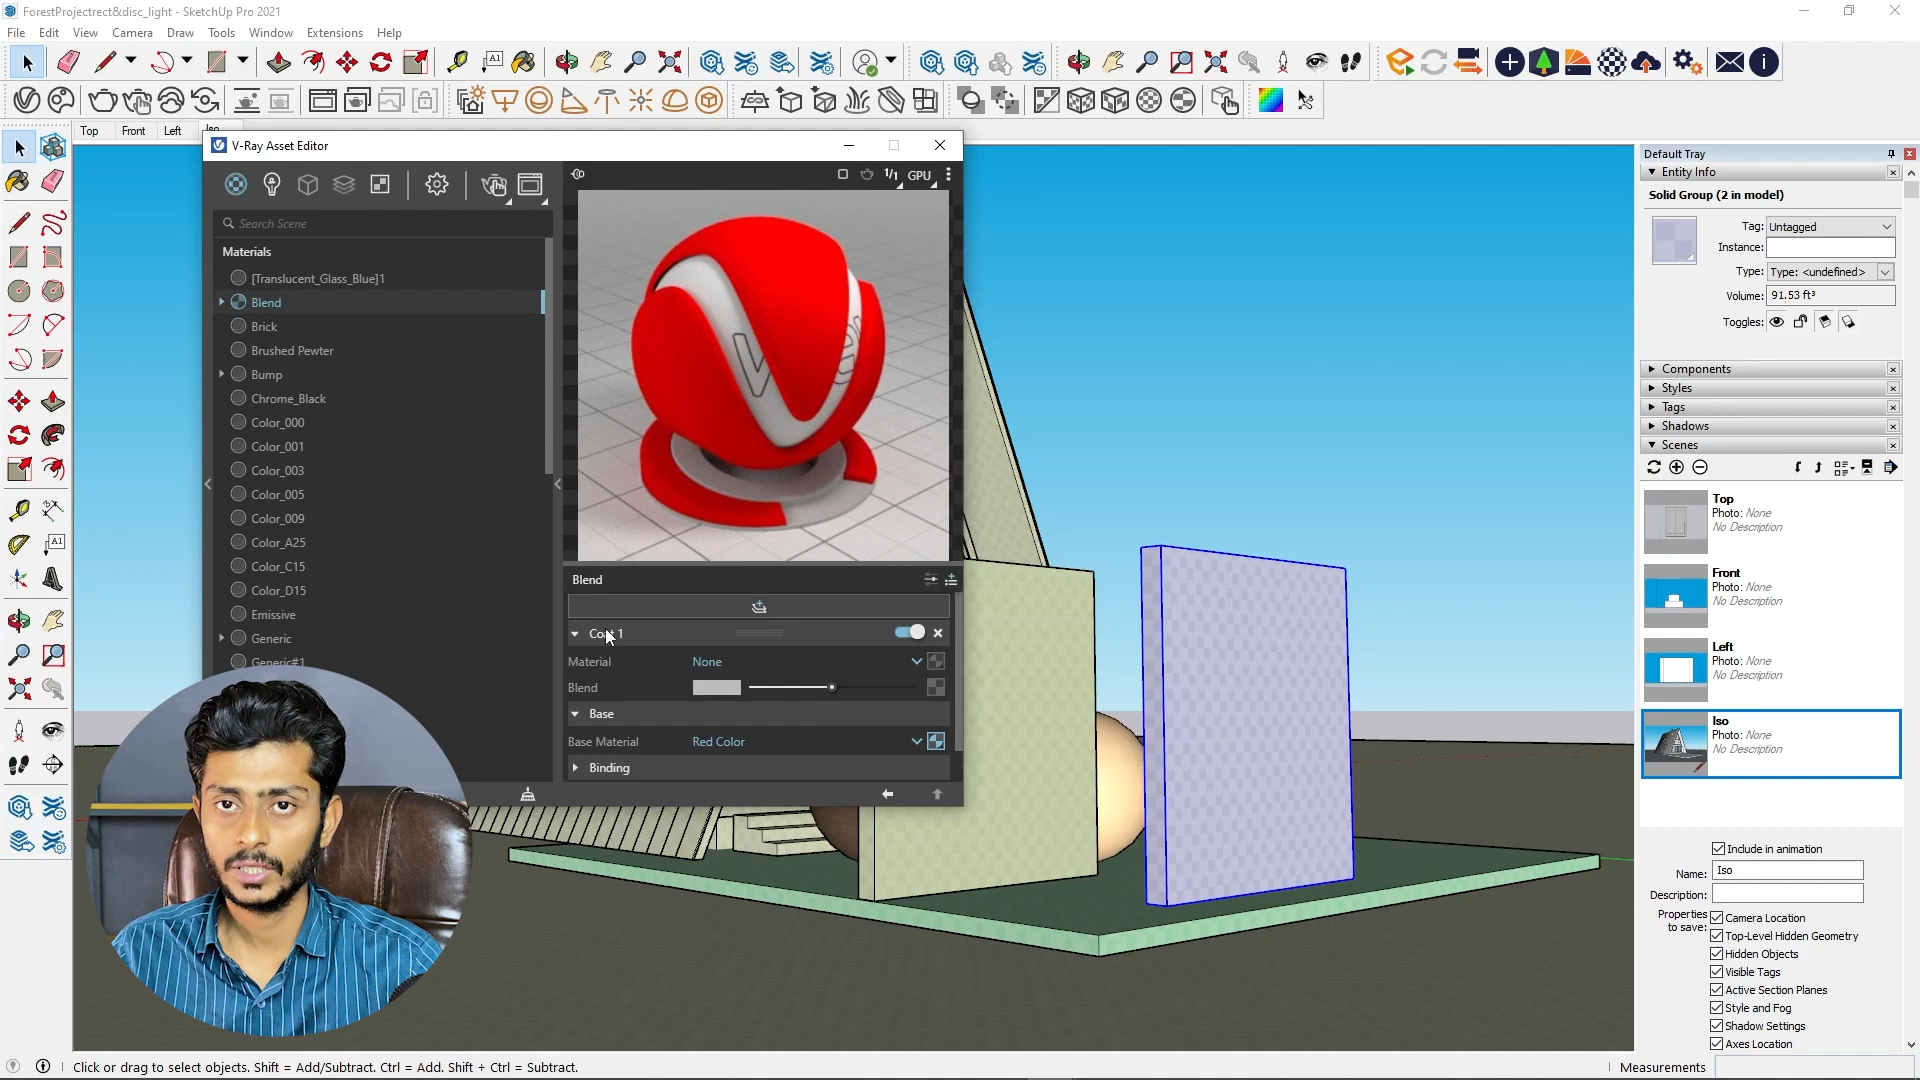 ForestProjectrect&disc_light - SketchUp Pro 2021
File Edit View Camera Draw Tools Window Extensions Help
Top Front Left Iso
V-Ray Asset Editor
1/1 GPU
Search Scene
Materials
[Translucent_Glass_Blue]1
Blend
Brick
Brushed Pewter
Bump
Chrome_Black
Color_000
Color_001
Color_003
Color_005
Color_009
Color_A25
Color_C15
Color_D15
Emissive
Generic
Generic#1
Blend
Coat 1
Material None
Blend
Base
Base Material Red Color
Binding
Default Tray
Entity Info
Solid Group (2 in model)
Tag: Untagged
Instance:
Type: Type: <undefined>
Volume: 91.53 ft³
Toggles:
Components
Styles
Tags
Shadows
Scenes
Top
Photo: None
No Description
Front
Photo: None
No Description
Left
Photo: None
No Description
Iso
Photo: None
No Description
Include in animation
Name: Iso
Description:
Properties to save:
Camera Location
Top-Level Hidden Geometry
Hidden Objects
Visible Tags
Active Section Planes
Style and Fog
Shadow Settings
Axes Location
Click or drag to select objects. Shift = Add/Subtract. Ctrl = Add. Shift + Ctrl = Subtract.
Measurements